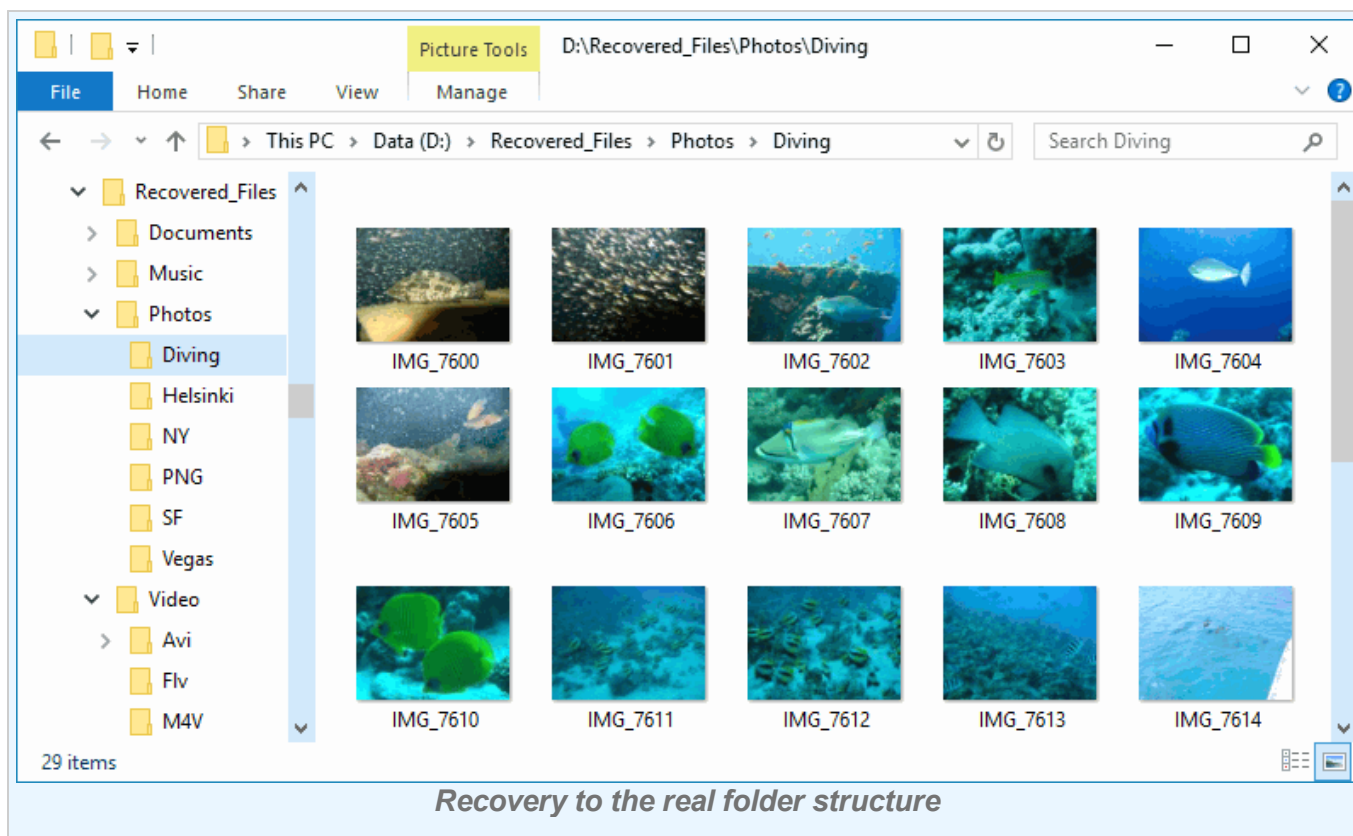 Picture Tools D:\Recovered_Files\Photos\Diving
File Home Share View Manage ?
This PC > Data (D:) > Recovered_Files > Photos > Diving Search Diving
Recovered_Files
Documents
Music
Photos
Diving
Helsinki
NY
PNG
SF
Vegas
Video
Avi
Flv
M4V
IMG_7600 IMG_7601 IMG_7602 IMG_7603 IMG_7604
IMG_7605 IMG_7606 IMG_7607 IMG_7608 IMG_7609
IMG_7610 IMG_7611 IMG_7612 IMG_7613 IMG_7614
29 items
Recovery to the real folder structure